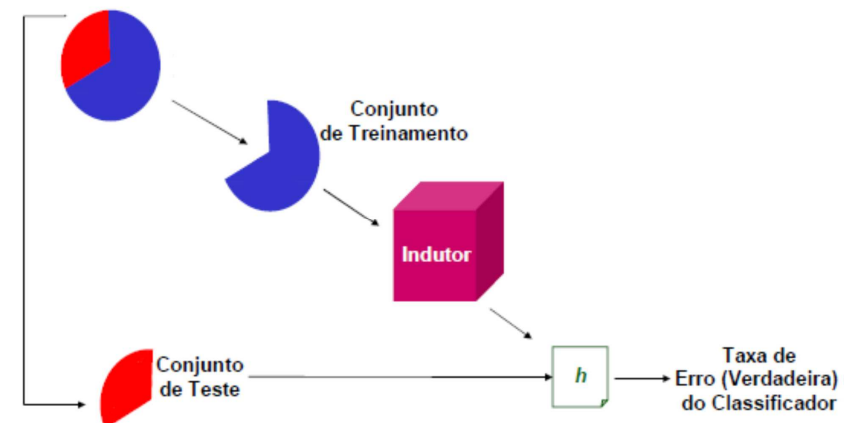 Conjunto
de Treinamento
Indutor
Conjunto
de Teste
h
Taxa de
Erro (Verdadeira)
do Classificador